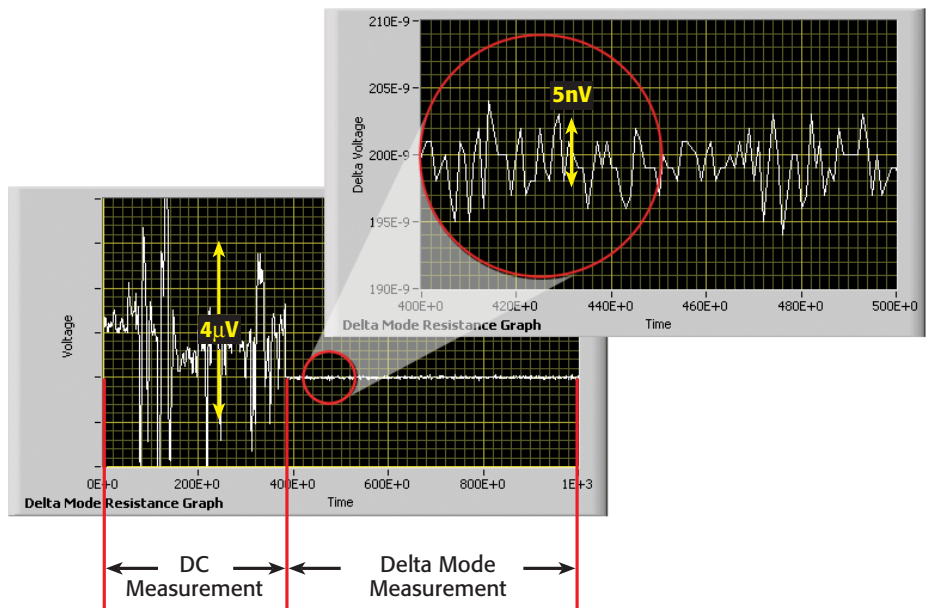 210E-9
205E-9
200E-9
195E-9
190E-9
Delta Voltage
5nV
400E+0 420E+0 440E+0 460E+0 480E+0 500E+0
Delta Mode Resistance Graph Time
Voltage
4μV
0E+0 200E+0 400E+0 600E+0 800E+0 1E+3
Delta Mode Resistance Graph Time
DC Delta Mode
Measurement Measurement